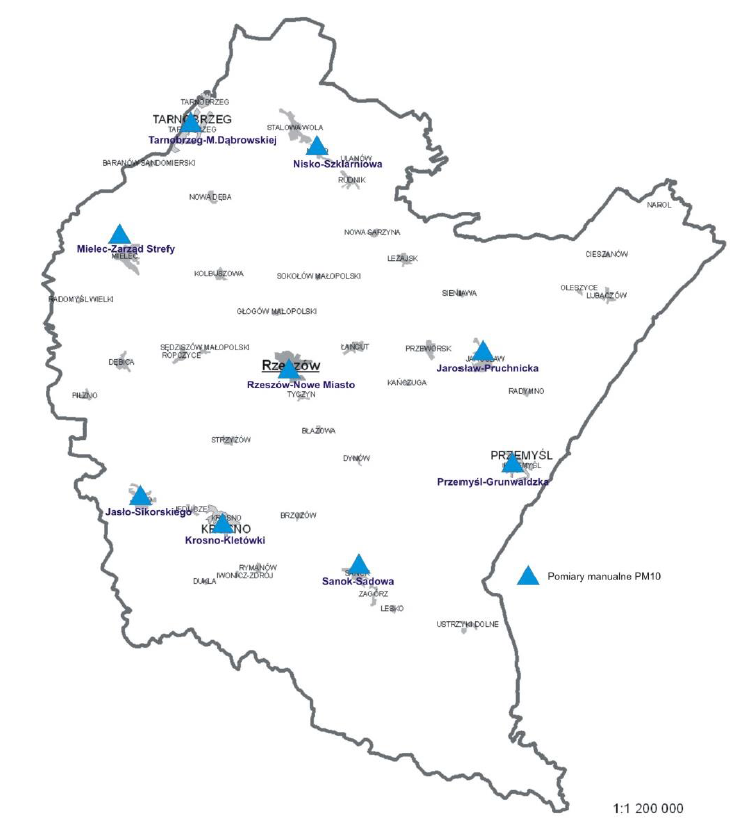 TARNOBRZEG
TARNOBRZEG
Tarnobrzeg-M.Dąbrowskiej
STALOWA WOLA
Nisko-Szklarniowa
ULANÓW
RUDNIK
BARANÓW SANDOMIERSKI
NOWA DĘBA
NAROL
NOWA SARZYNA
Mielec-Zarząd Strefy
MIELEC
LEŻAJSK
CIESZANÓW
KOLBUSZOWA
SOKOŁÓW MAŁOPOLSKI
OLESZYCE
LUBACZÓW
SIENIAWA
RADOMYŚL WIELKI
GŁOGÓW MAŁOPOLSKI
SĘDZISZÓW MAŁOPOLSKI
ROPCZYCE
DĘBICA
ŁAŃCUT
PRZEWORSK
JAROSŁAW
Jarosław-Pruchnicka
Rzeszów
Rzeszów-Nowe Miasto
TYCZYN
KAŃCZUGA
RADYMNO
PILZNO
BŁAŻOWA
STRZYŻÓW
DYNÓW
PRZEMYŚL
PRZEMYŚL
Przemyśl-Grunwaldzka
Jasło-Sikorskiego
JEDLICZE
KROSNO
KROSNO
Krosno-Kletówki
BRZOZÓW
RYMANÓW
IWONICZ-ZDRÓJ
DUKLA
SANOK
Sanok-Sadowa
ZAGÓRZ
LESKO
USTRZYKI DOLNE
Pomiary manualne PM10
1:1 200 000